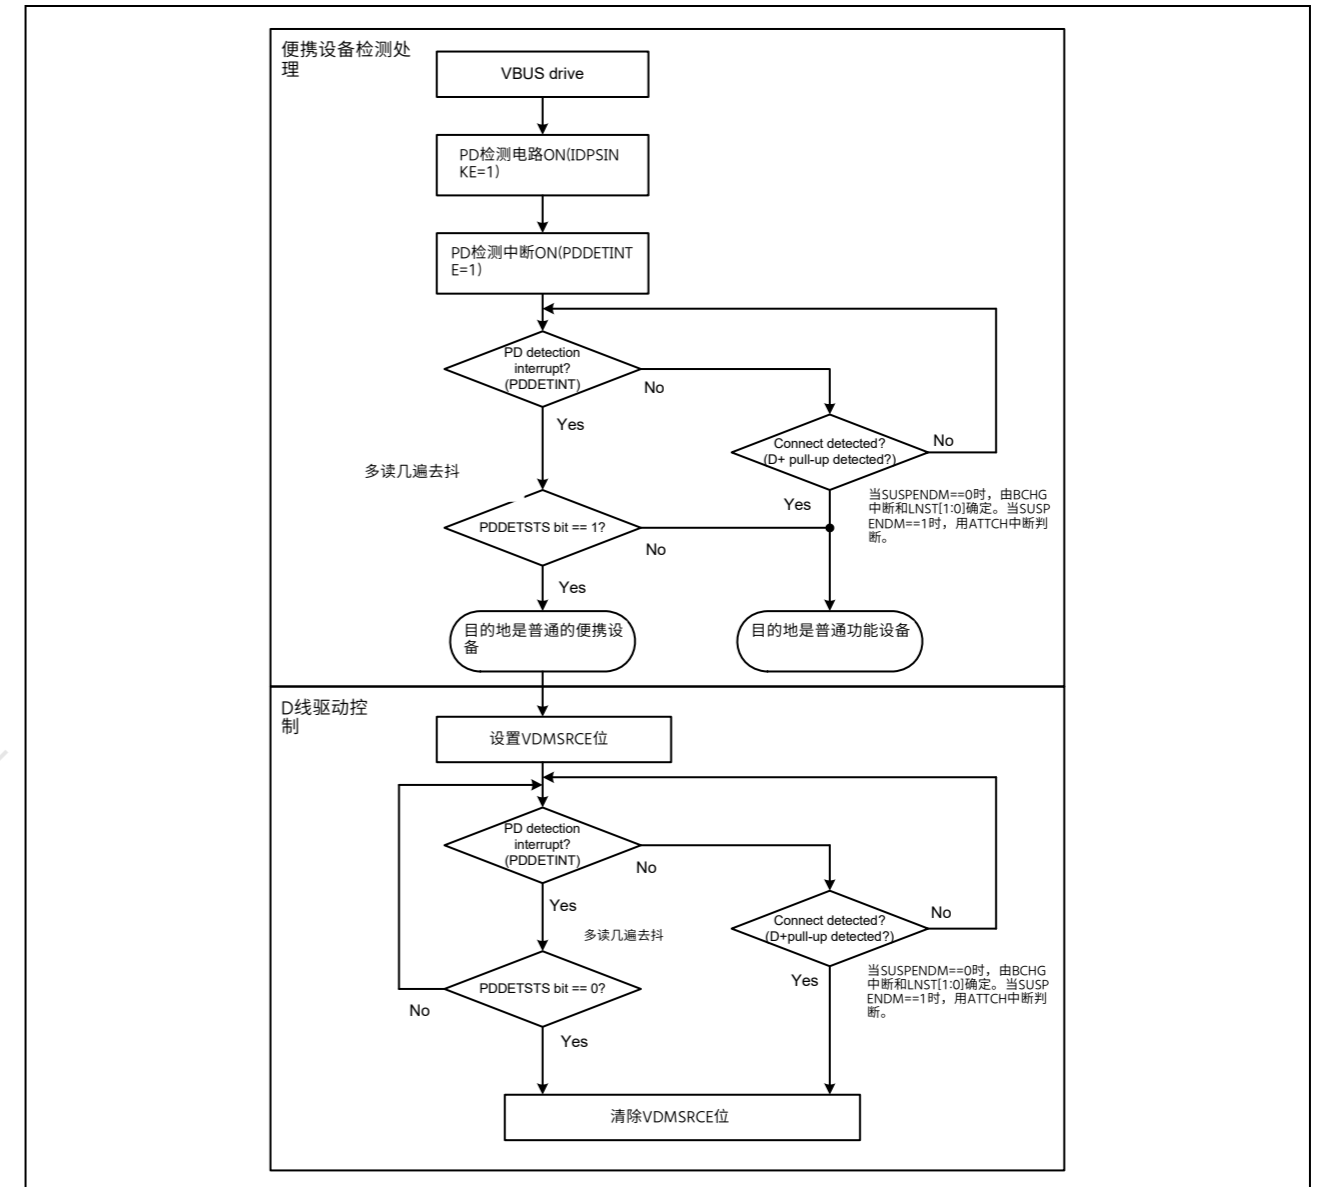 便携设备检测处
理
VBUS drive
PD检测电路ON(IDPSIN
KE=1)
PD检测中断ON(PDDETINT
E=1)
PD detection
interrupt?
(PDDETINT)
No
Yes
Connect detected?
(D+ pull-up detected?)
No
多读几遍去抖
Yes
当SUSPENDM==0时，由BCHG
中断和LNST[1:0]确定。当SUSP
ENDM==1时，用ATTCH中断判
断。
PDDETSTS bit == 1?
No
Yes
目的地是普通的便携设
备
目的地是普通功能设备
D线驱动控
制
设置VDMSRCE位
PD detection
interrupt?
(PDDETINT)
No
Yes
Connect detected?
(D+pull-up detected?)
No
多读几遍去抖
Yes
当SUSPENDM==0时，由BCHG
中断和LNST[1:0]确定。当SUSP
ENDM==1时，用ATTCH中断判
断。
PDDETSTS bit == 0?
No
Yes
清除VDMSRCE位